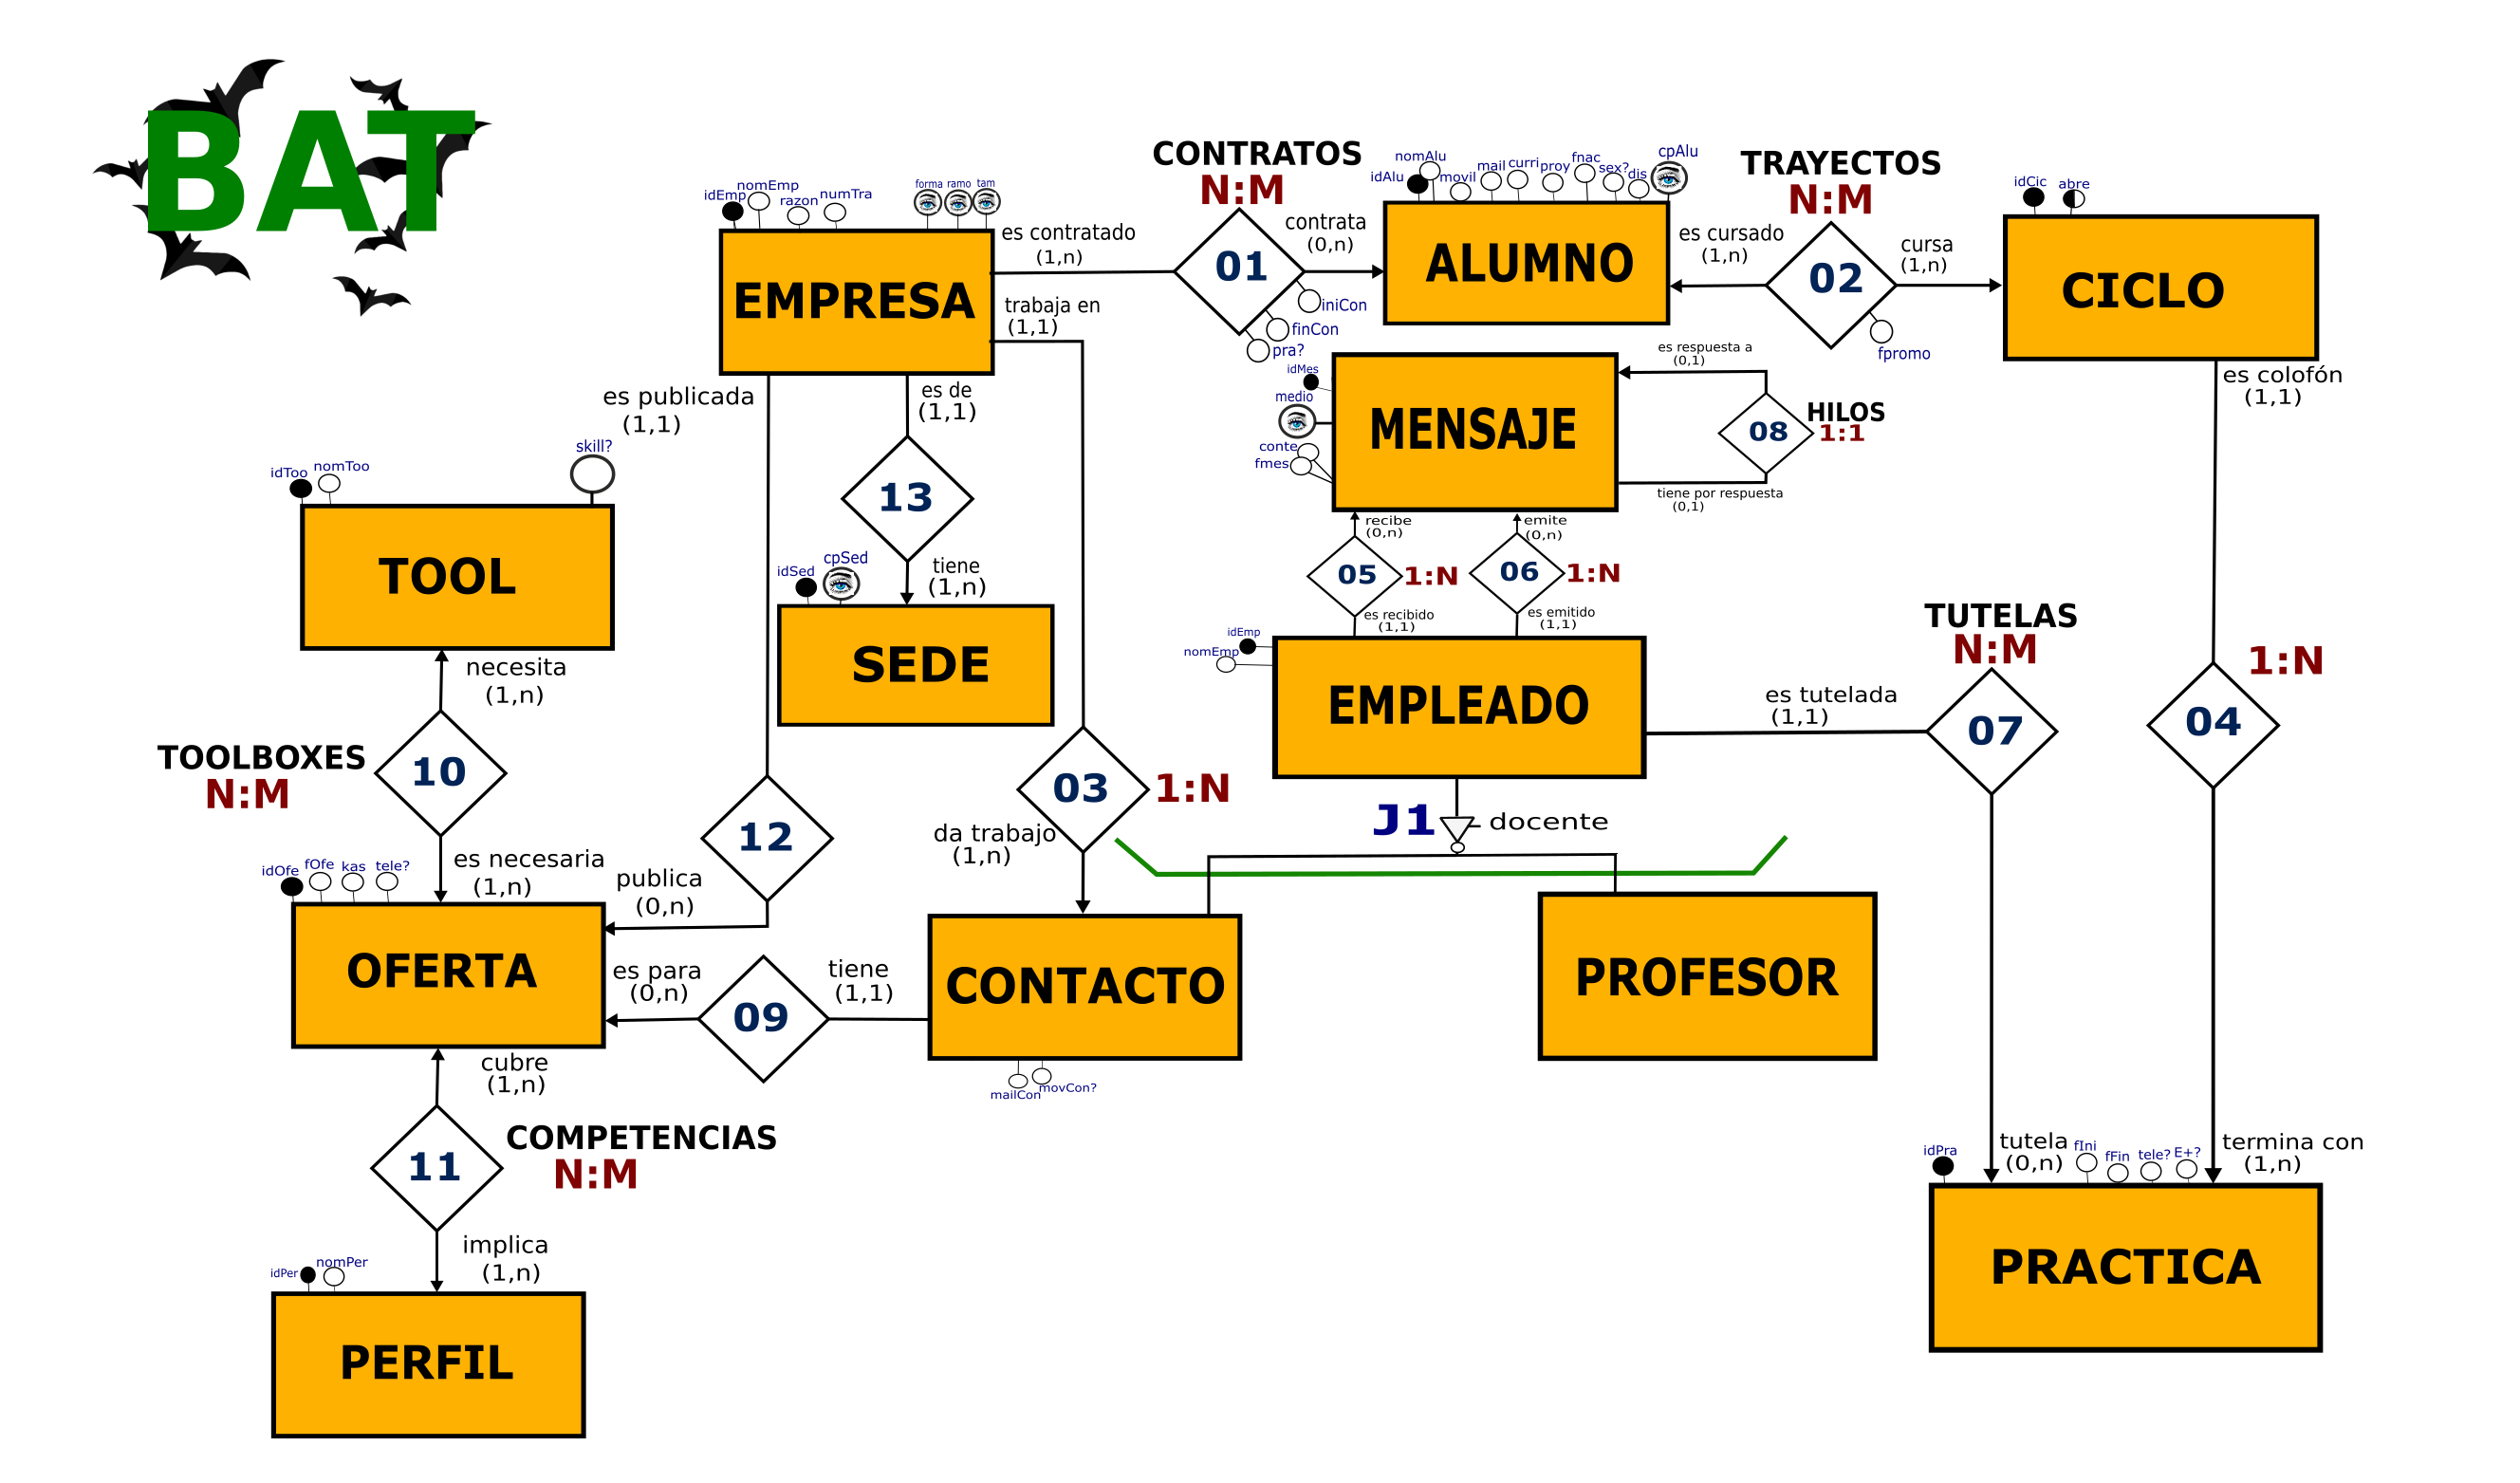 BAT
CONTRATOS
N:M
TRAYECTOS
N:M
idEmp
nomEmp
razon
numTra
forma
ramo
tam
EMPRESA
es contratado
(1,n)
trabaja en
(1,1)
01
contrata
(0,n)
iniCon
finCon
pra?
idAlu
nomAlu
movil
mail
curri
proy
fnac
sex?
dis
cpAlu
ALUMNO
es cursado
(1,n)
02
cursa
(1,n)
fpromo
idCic
abre
CICLO
es colofón
(1,1)
idMes
medio
conte
fmes
MENSAJE
es respuesta a
(0,1)
08
HILOS
1:1
tiene por respuesta
(0,1)
es publicada
(1,1)
es de
(1,1)
13
tiene
(1,n)
idSed
cpSed
SEDE
idToo
nomToo
skill?
TOOL
necesita
(1,n)
TOOLBOXES
N:M
10
es necesaria
(1,n)
recibe
(0,n)
05
1:N
es recibido
(1,1)
emite
(0,n)
06
1:N
es emitido
(1,1)
idEmp
nomEmp
EMPLEADO
es tutelada
(1,1)
TUTELAS
N:M
07
04
1:N
12
publica
(0,n)
03
1:N
da trabajo
(1,n)
J1
docente
idOfe
fOfe
kas
tele?
OFERTA
es para
(0,n)
09
tiene
(1,1)
CONTACTO
mailCon
movCon?
PROFESOR
cubre
(1,n)
11
COMPETENCIAS
N:M
implica
(1,n)
idPer
nomPer
PERFIL
tutela
(0,n)
termina con
(1,n)
idPra
fIni
fFin
tele?
E+?
PRACTICA